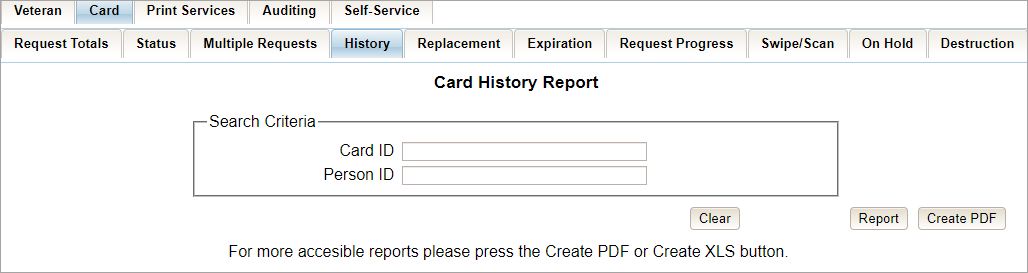 Veteran Card Print Services Auditing Self-Service
Request Totals Status Multiple Requests History Replacement Expiration Request Progress Swipe/Scan On Hold Destruction
Card History Report
Search Criteria
Card ID
Person ID
Clear Report Create PDF
For more accesible reports please press the Create PDF or Create XLS button.